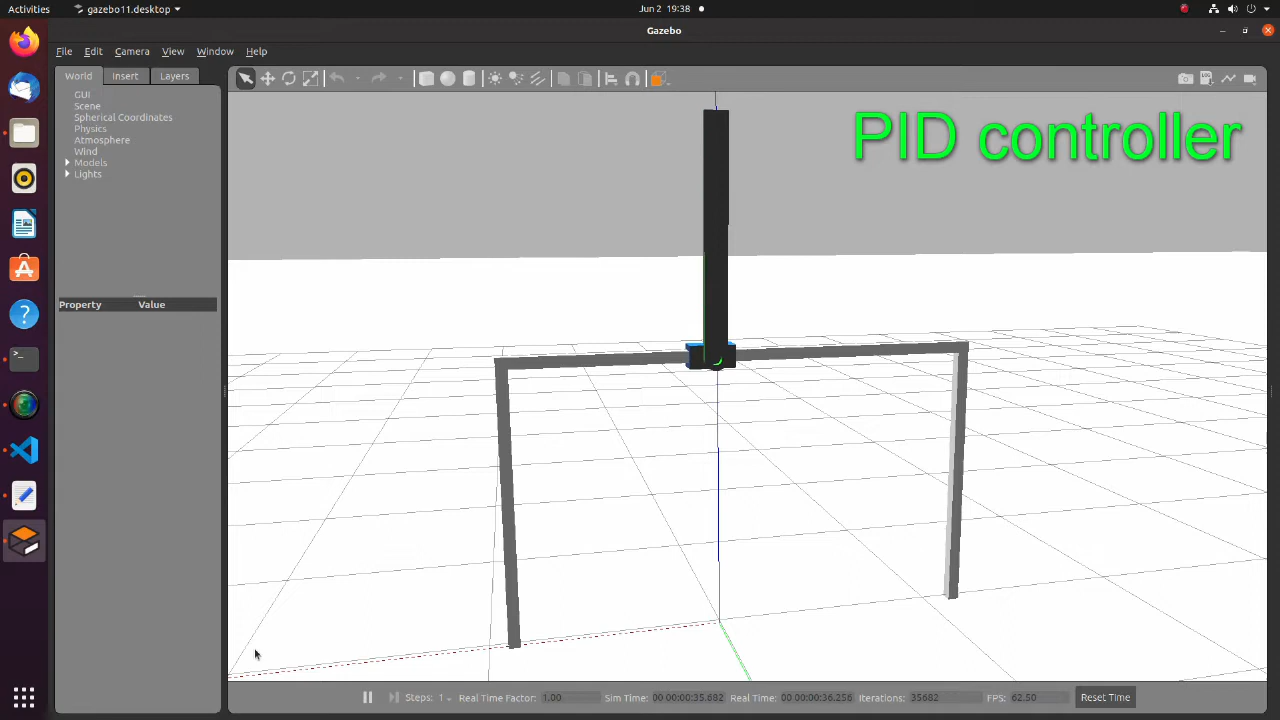 Activities gazebo11.desktop Jun 2 19:38
Gazebo
File Edit Camera View Window Help
World Insert Layers
GUI
Scene
Spherical Coordinates
Physics
Atmosphere
Wind
Models
Lights
Property Value
PID controller
Steps: 1 Real Time Factor: 1.00 Sim Time: 00 00:00:35.682 Real Time: 00 00:00:36.256 Iterations: 35682 FPS: 62.50 Reset Time